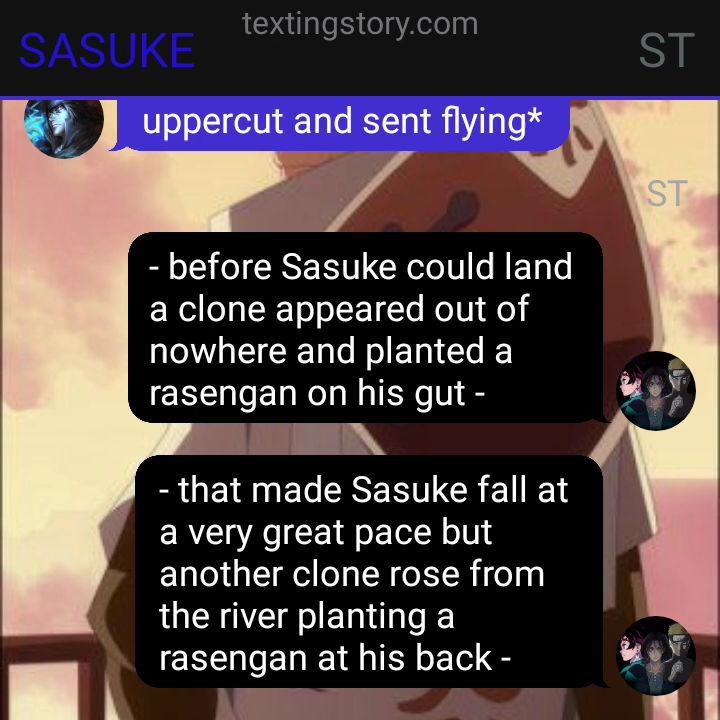 textingstory.com
SASUKE
ST
uppercut and sent flying*
ST
- before Sasuke could land
a clone appeared out of
nowhere and planted a
rasengan on his gut -
- that made Sasuke fall at
a very great pace but
another clone rose from
the river planting a
rasengan at his back -